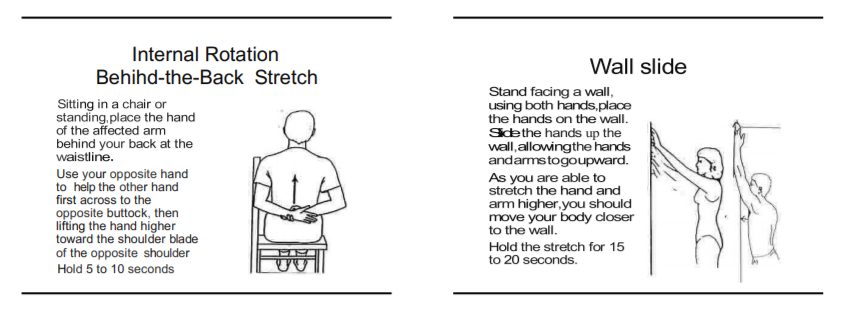 Internal Rotation
Behihd-the-Back Stretch
Sitting in a chair or
standing,place the hand
of the affected arm
behind your back at the
waistline.
Use your opposite hand
to help the other hand
first across to the
opposite buttock, then
lifting the hand higher
toward the shoulder blade
of the opposite shoulder
Hold 5 to 10 seconds
Wall slide
Stand facing a wall,
using both hands,place
the hands on the wall.
Slide the hands up the
wall,allowing the hands
and arms to go upward.
As you are able to
stretch the hand and
arm higher,you should
move your body closer
to the wall.
Hold the stretch for 15
to 20 seconds.